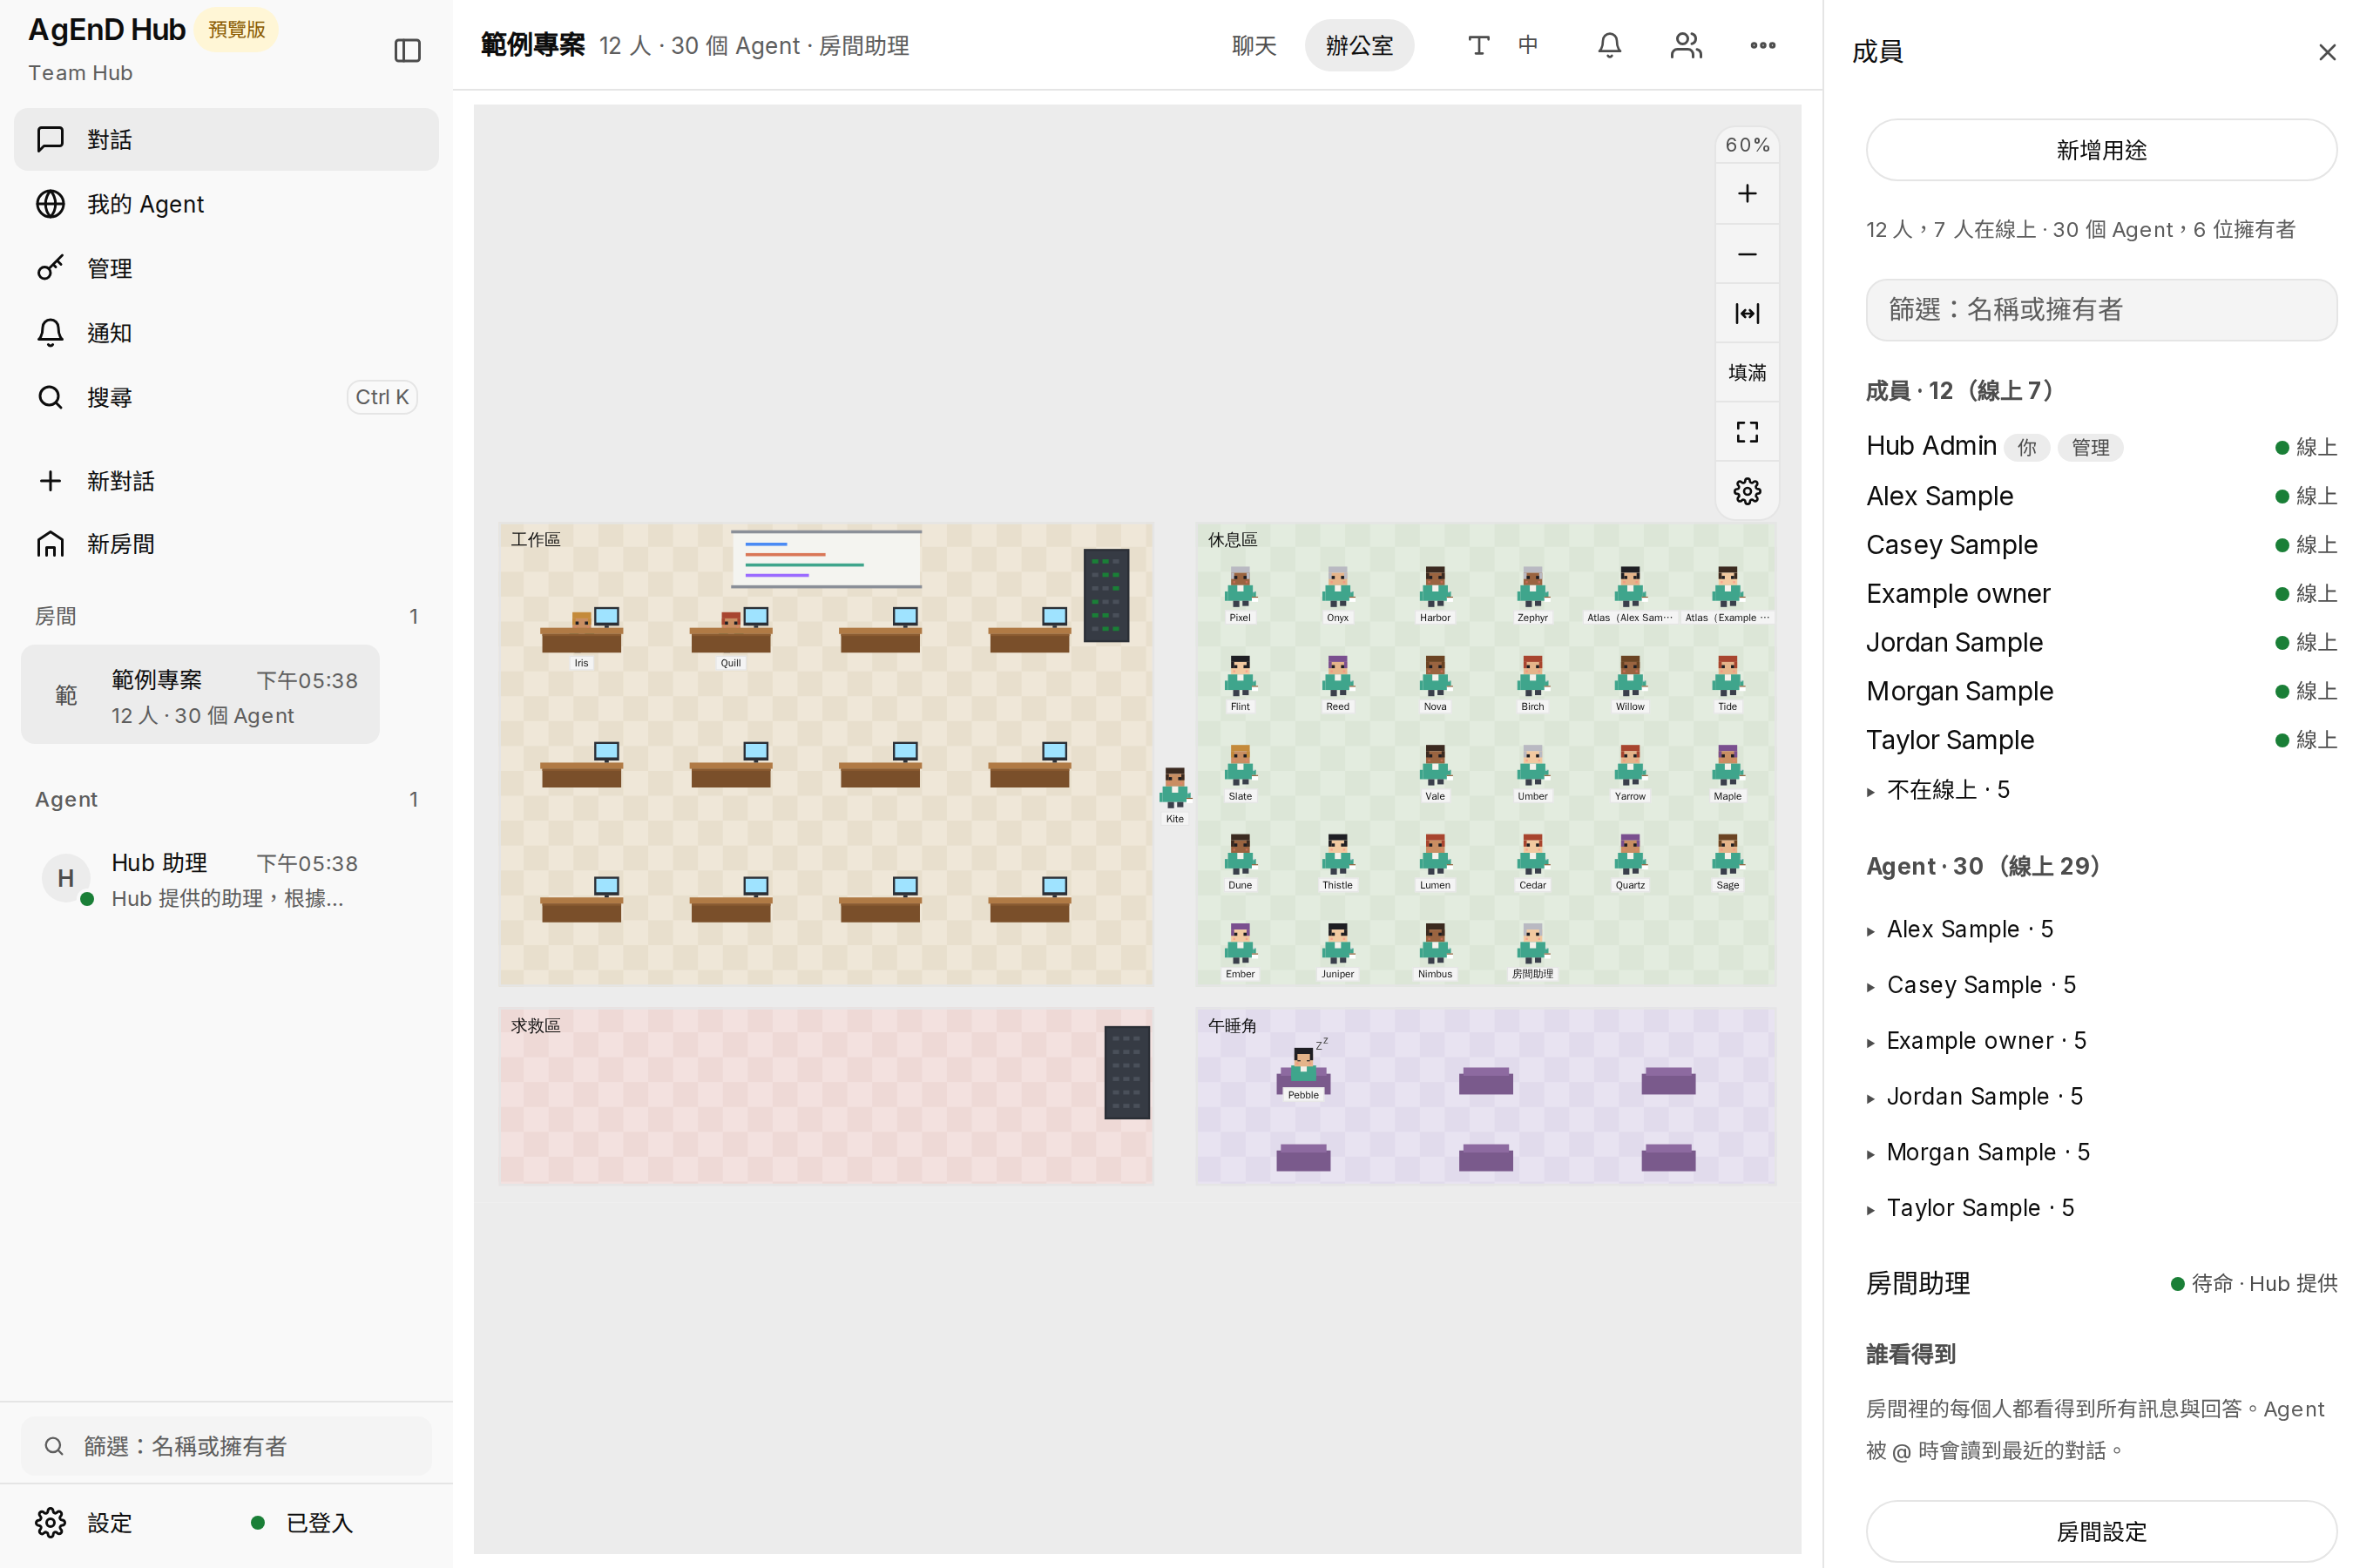 AgEnD Hub 預覽版
Team Hub
對話
我的 Agent
管理
通知
搜尋 Ctrl K
新對話
新房間
房間 1
範 範例專案 下午05:38
12 人 · 30 個 Agent
Agent 1
H Hub 助理 下午05:38
Hub 提供的助理，根據...
篩選：名稱或擁有者
設定 已登入
範例專案 12 人 · 30 個 Agent · 房間助理
聊天 辦公室 T 中
60%
填滿
工作區
Iris Quill
Kite
休息區
Pixel Onyx Harbor Zephyr Atlas (Alex Sam… Atlas (Example …
Flint Reed Nova Birch Willow Tide
Slate Vale Umber Yarrow Maple
Dune Thistle Lumen Cedar Quartz Sage
Ember Juniper Nimbus 房間助理
求救區
午睡角
zz
Pebble
成員
新增用途
12 人，7 人在線上 · 30 個 Agent，6 位擁有者
篩選：名稱或擁有者
成員 · 12（線上 7）
Hub Admin 你 管理 線上
Alex Sample 線上
Casey Sample 線上
Example owner 線上
Jordan Sample 線上
Morgan Sample 線上
Taylor Sample 線上
不在線上 · 5
Agent · 30（線上 29）
Alex Sample · 5
Casey Sample · 5
Example owner · 5
Jordan Sample · 5
Morgan Sample · 5
Taylor Sample · 5
房間助理 待命 · Hub 提供
誰看得到
房間裡的每個人都看得到所有訊息與回答。Agent
被 @ 時會讀到最近的對話。
房間設定